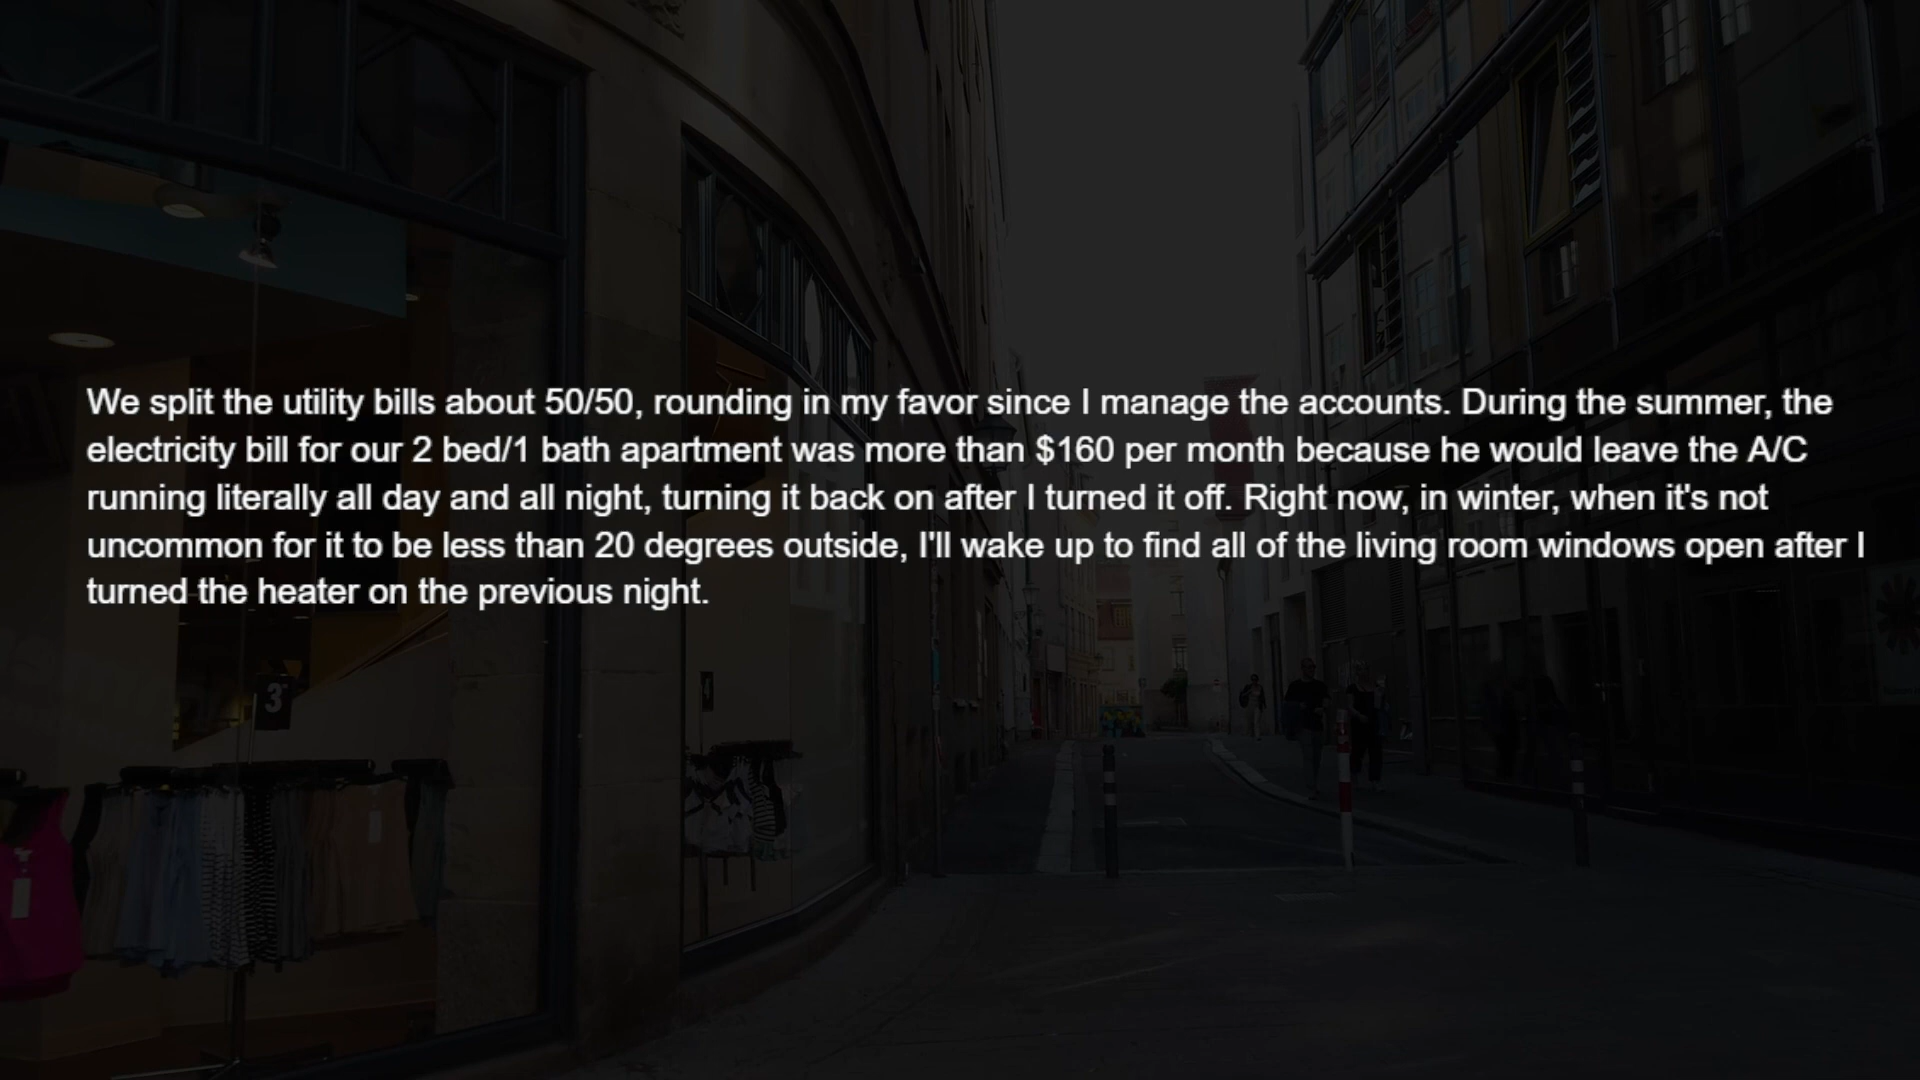 We split the utility bills about 50/50, rounding in my favor since I manage the accounts. During the summer, the
electricity bill for our 2 bed/1 bath apartment was more than $160 per month because he would leave the A/C
running literally all day and all night, turning it back on after I turned it off. Right now, in winter, when it's not
uncommon for it to be less than 20 degrees outside, I'll wake up to find all of the living room windows open after I
turned the heater on the previous night.
3